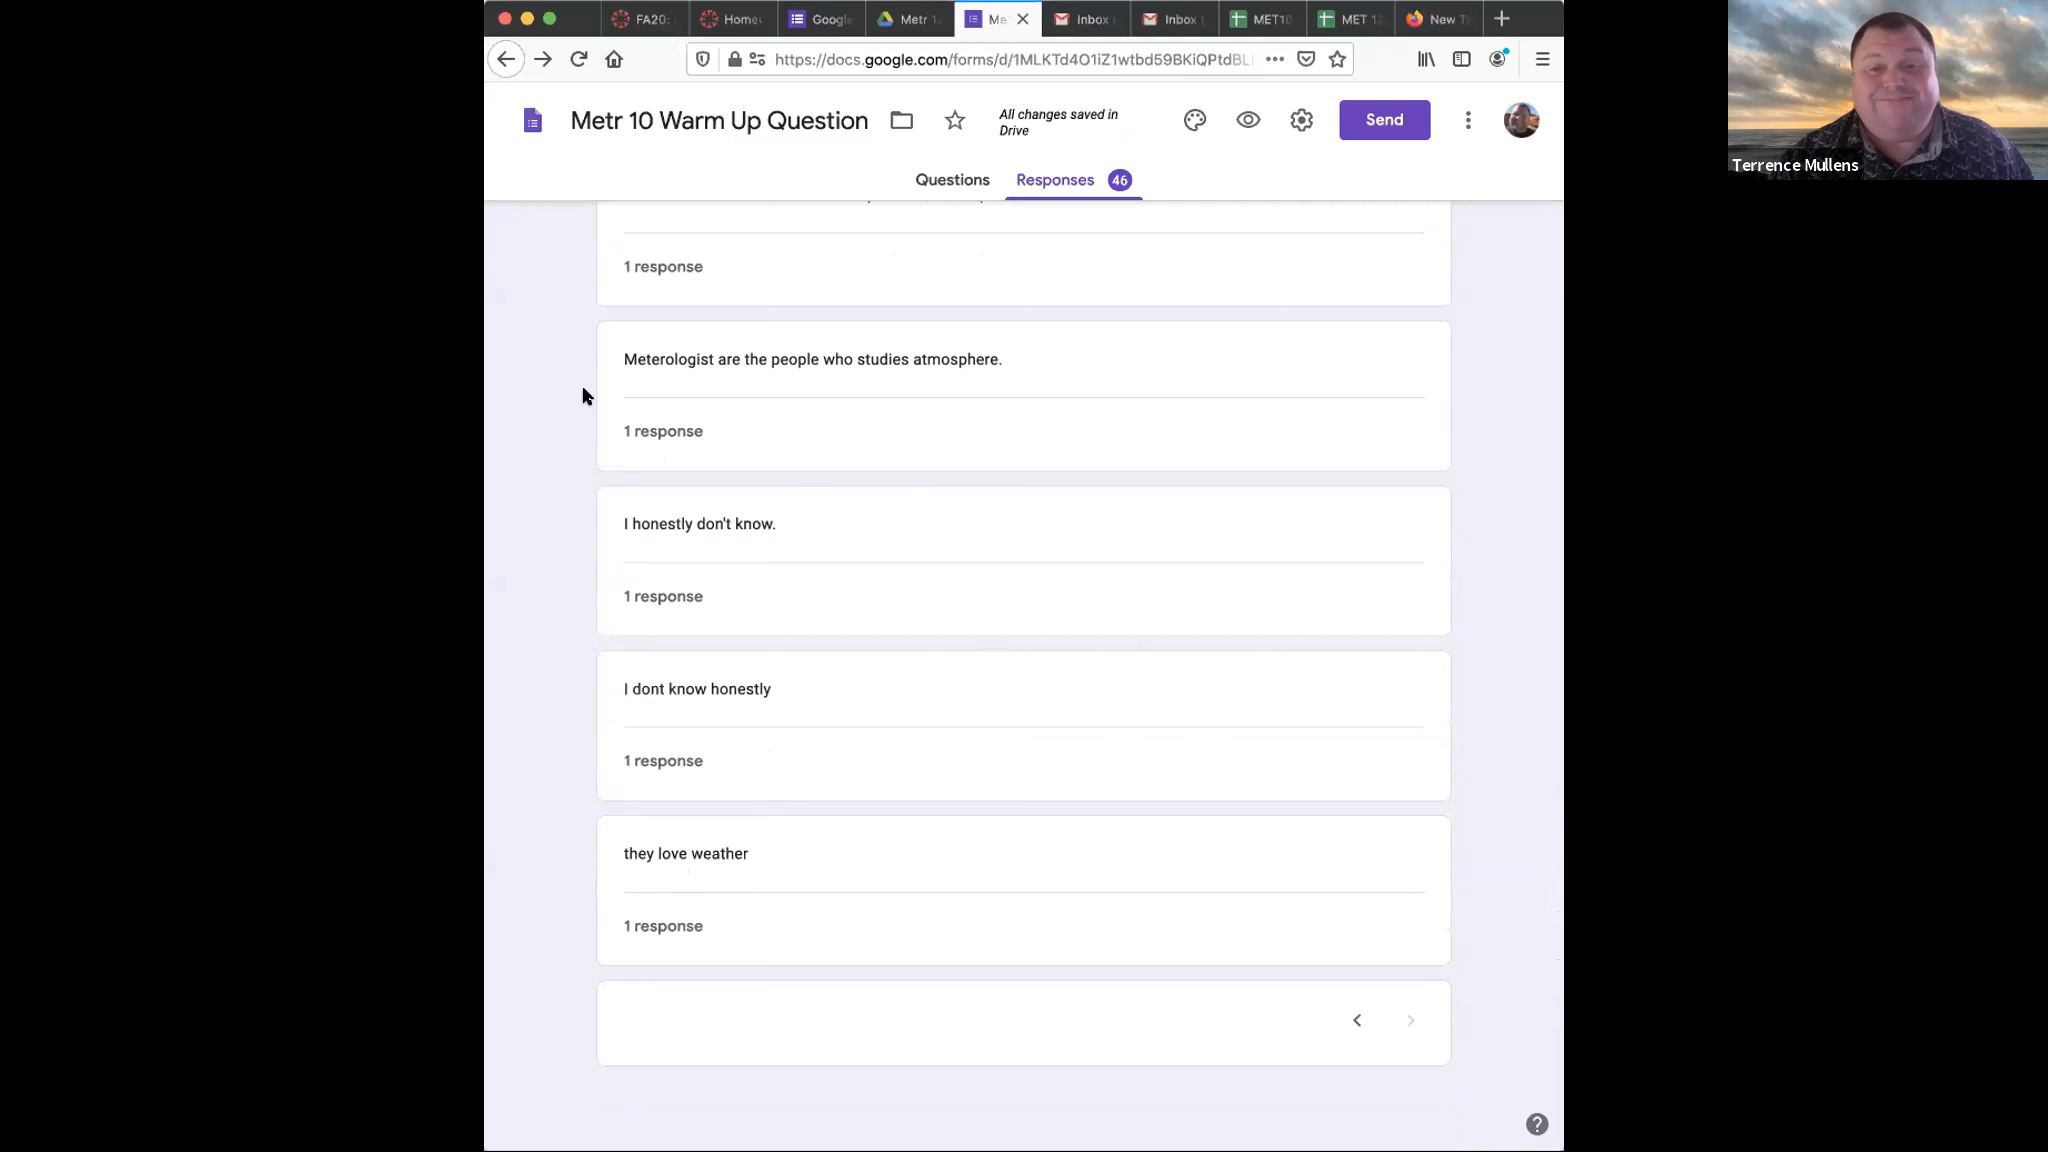 FA20:
Home
Google
Metr 1
Me
Inbox
Inbox
MET10
MET 12
New T
https://docs.google.com/forms/d/1MLKTd4O1iZ1wtbd59BKiQPtdBL
Metr 10 Warm Up Question
All changes saved in
Drive
Send
Questions
Responses
46
Terrence Mullens
1 response
Meterologist are the people who studies atmosphere.
1 response
I honestly don't know.
1 response
I dont know honestly
1 response
they love weather
1 response